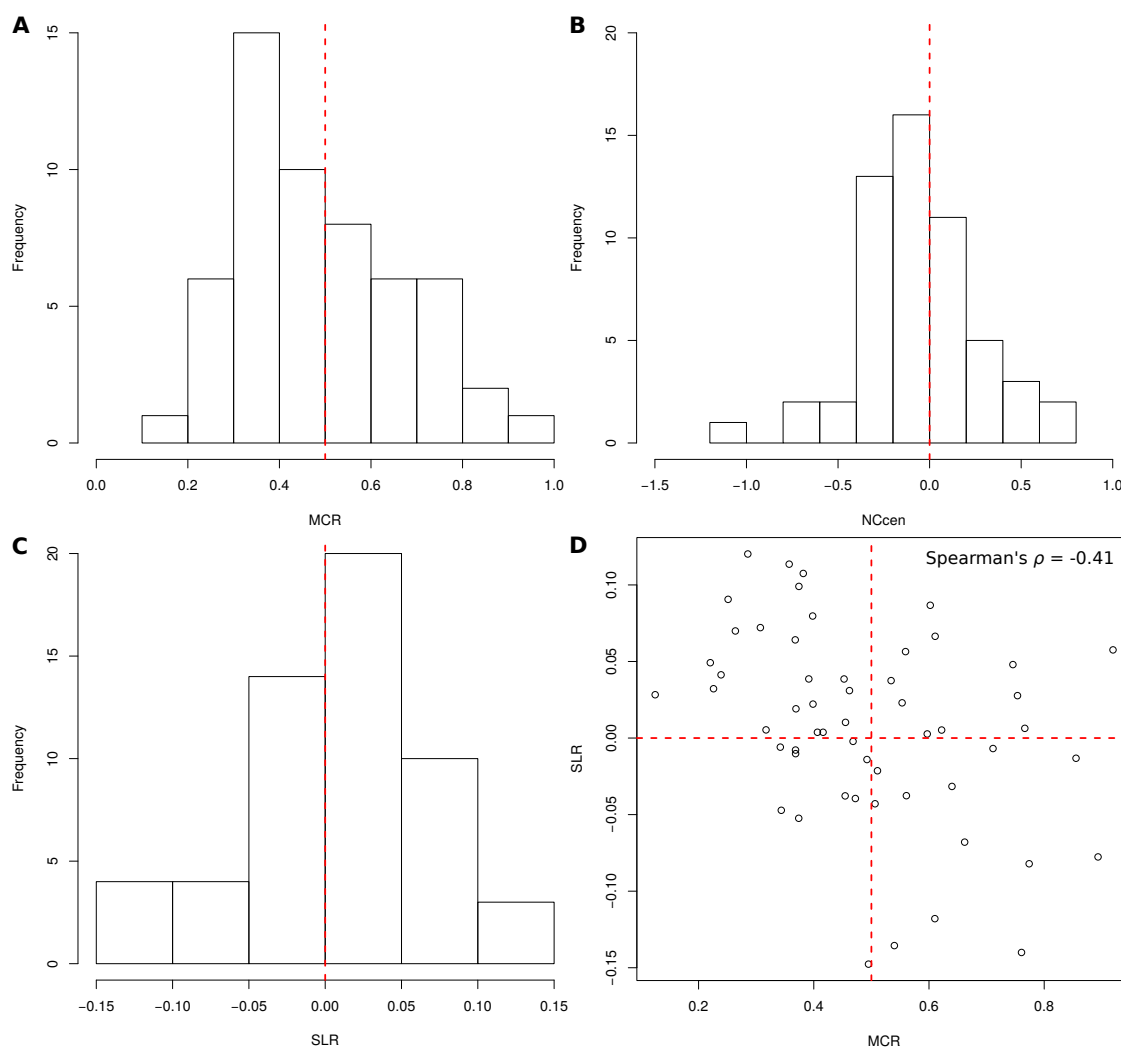 A
Frequency
0
5
10
15
0.0 0.2 0.4 0.6 0.8 1.0
MCR
B
Frequency
0
5
10
15
20
−1.5 −1.0 −0.5 0.0 0.5 1.0
NCcen
C
Frequency
0
5
10
15
20
−0.15 −0.10 −0.05 0.00 0.05 0.10 0.15
SLR
D
Spearman's ρ = -0.41
SLR
−0.15
−0.10
−0.05
0.00
0.05
0.10
0.2 0.4 0.6 0.8
MCR